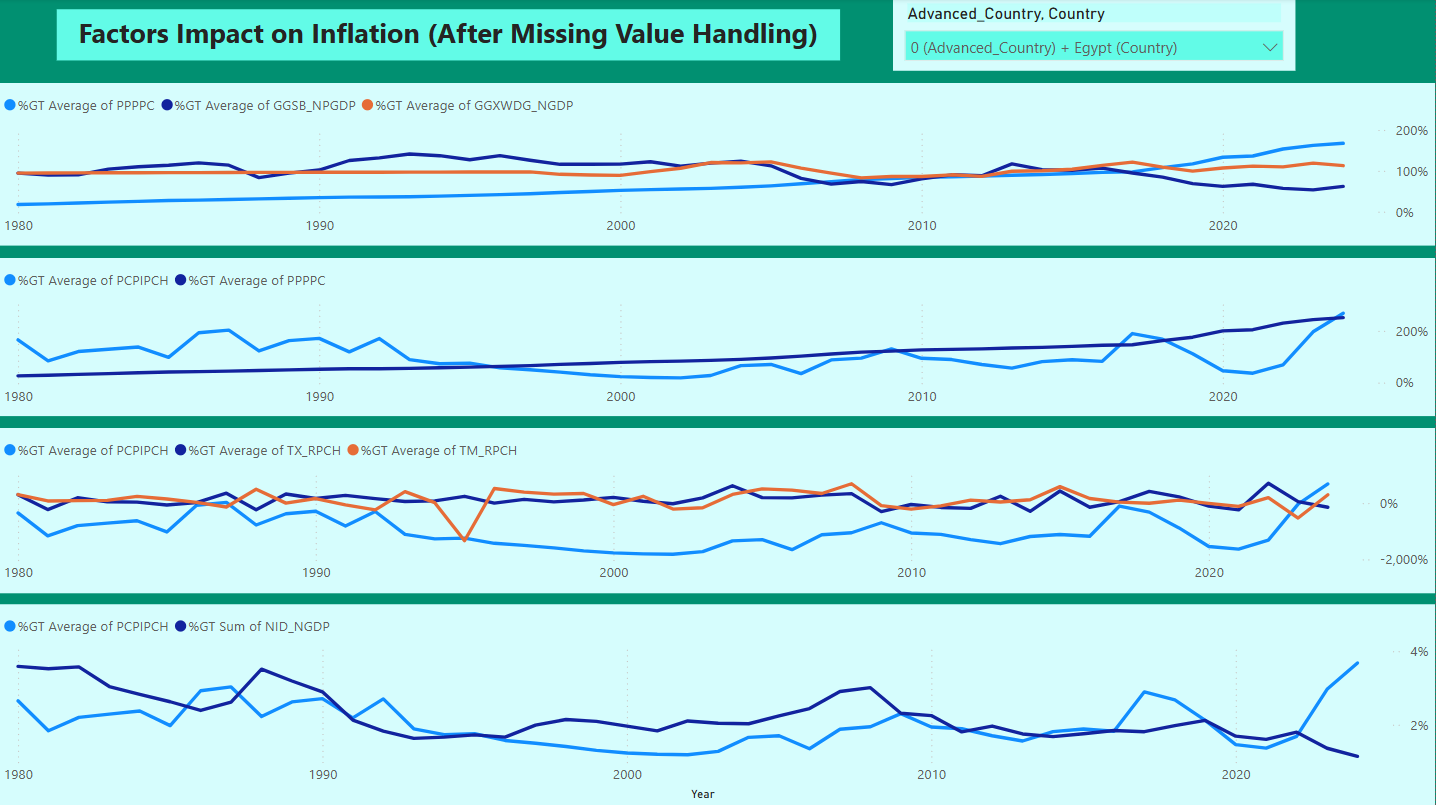 Factors Impact on Inflation (After Missing Value Handling)
Advanced_Country, Country
0 (Advanced_Country) + Egypt (Country)
%GT Average of PPPPC %GT Average of GGSB_NPGDP %GT Average of GGXWDG_NGDP
200%
100%
0%
1980 1990 2000 2010 2020
%GT Average of PCPIPCH %GT Average of PPPPC
200%
0%
1980 1990 2000 2010 2020
%GT Average of PCPIPCH %GT Average of TX_RPCH %GT Average of TM_RPCH
0%
-2,000%
1980 1990 2000 2010 2020
%GT Average of PCPIPCH %GT Sum of NID_NGDP
4%
2%
1980 1990 2000 2010 2020
Year